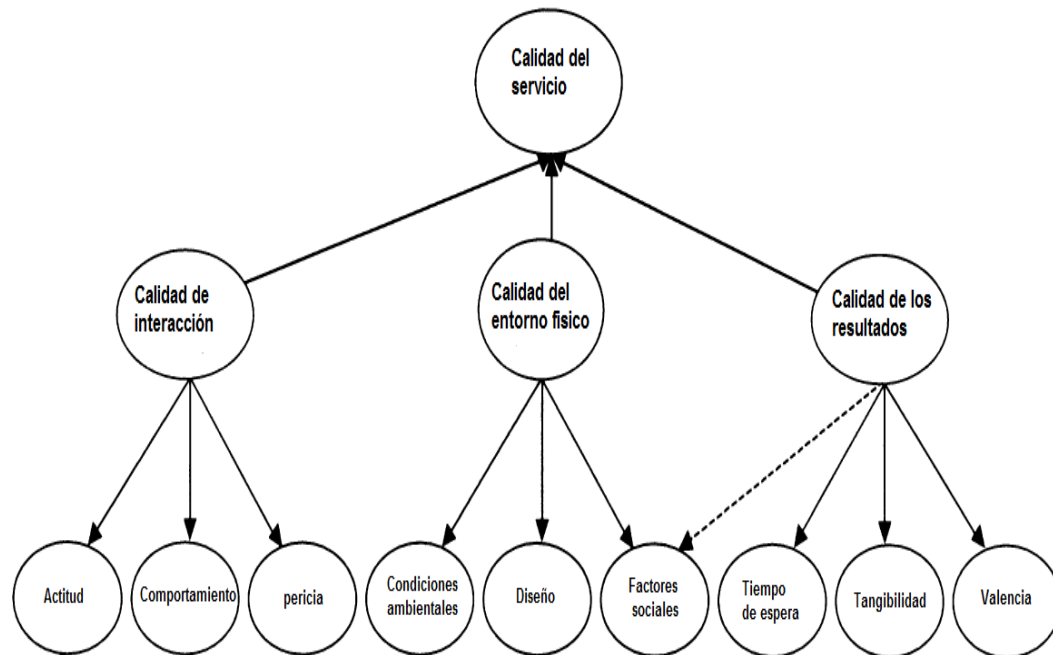 Calidad del
servicio
Calidad de
interacción
Calidad del
entorno fisico
Calidad de los
resultados
Actitud
Comportamiento
pericia
Condiciones
ambientales
Diseño
Factores
sociales
Tiempo
de espera
Tangibilidad
Valencia